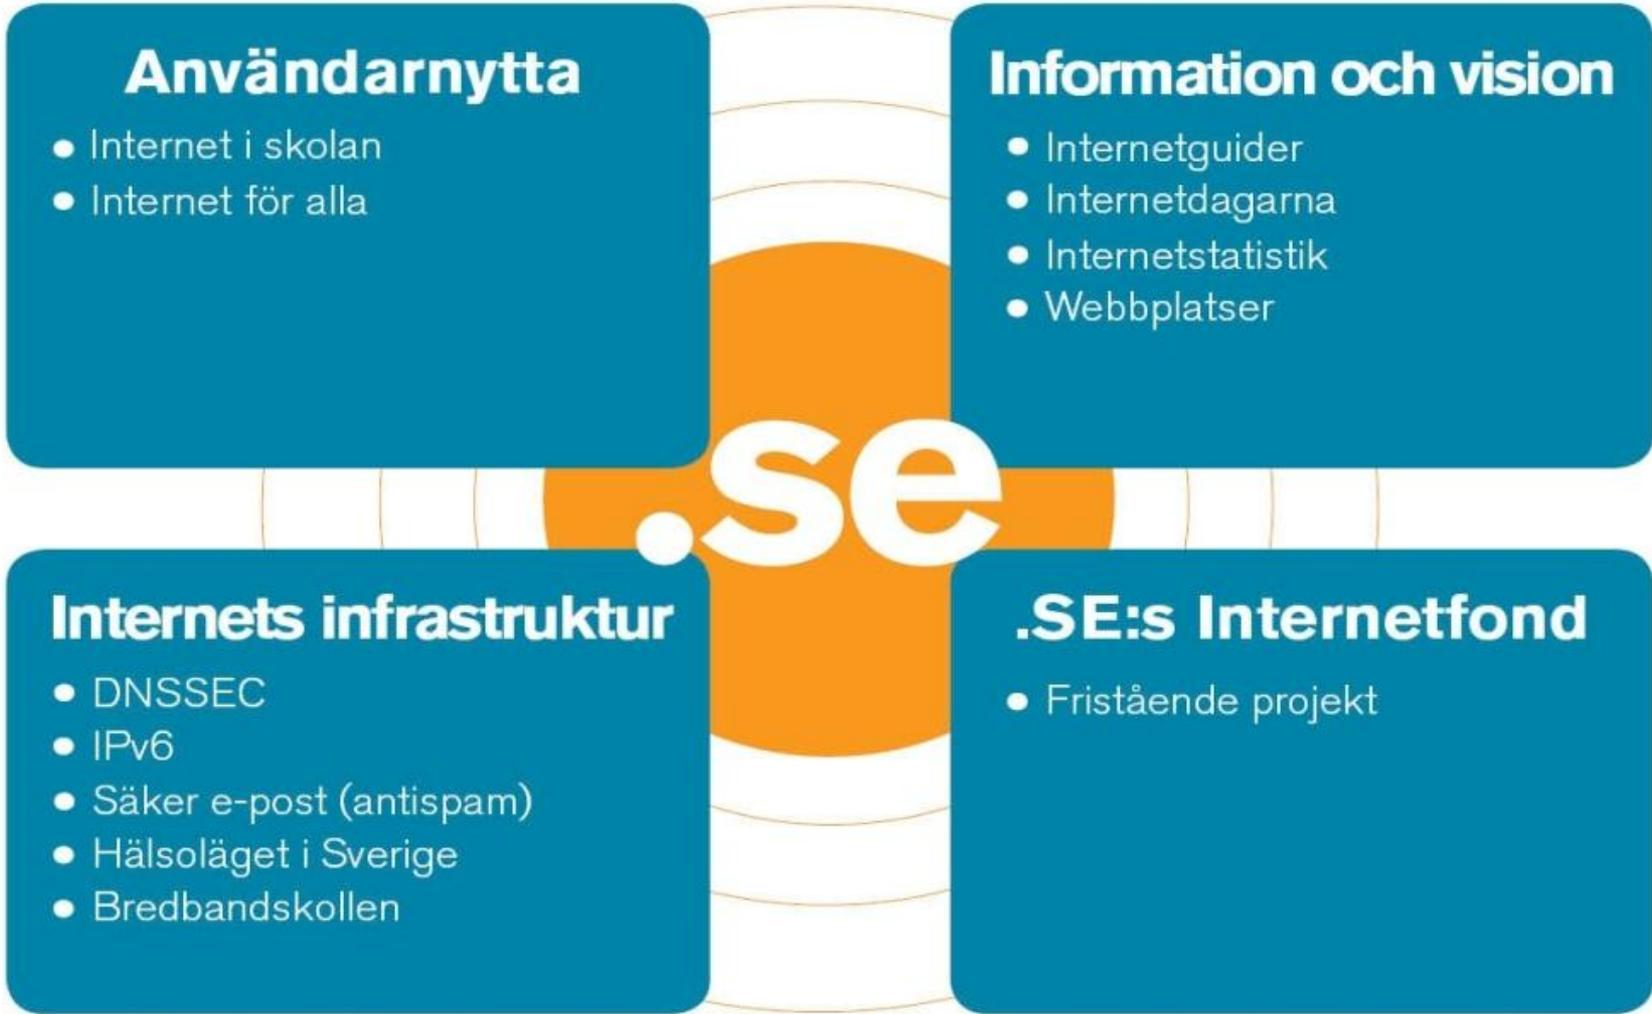 Användarnytta
• Internet i skolan
• Internet för alla
Information och vision
• Internetguider
• Internetdagarna
• Internetstatistik
• Webbplatser
.se
Internets infrastruktur
• DNSSEC
• IPv6
• Säker e-post (antispam)
• Hälsoläget i Sverige
• Bredbandskollen
.SE:s Internetfond
• Fristående projekt